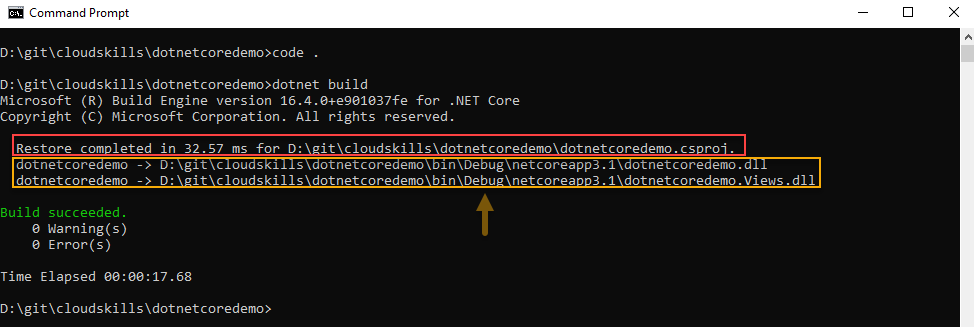 Command Prompt
D:\git\cloudskills\dotnetcoredemo>code .
D:\git\cloudskills\dotnetcoredemo>dotnet build
Microsoft (R) Build Engine version 16.4.0+e901037fe for .NET Core
Copyright (C) Microsoft Corporation. All rights reserved.
Restore completed in 32.57 ms for D:\git\cloudskills\dotnetcoredemo\dotnetcoredemo.csproj.
dotnetcoredemo -> D:\git\cloudskills\dotnetcoredemo\bin\Debug\netcoreapp3.1\dotnetcoredemo.dll
dotnetcoredemo -> D:\git\cloudskills\dotnetcoredemo\bin\Debug\netcoreapp3.1\dotnetcoredemo.Views.dll
Build succeeded.
0 Warning(s)
0 Error(s)
Time Elapsed 00:00:17.68
D:\git\cloudskills\dotnetcoredemo>